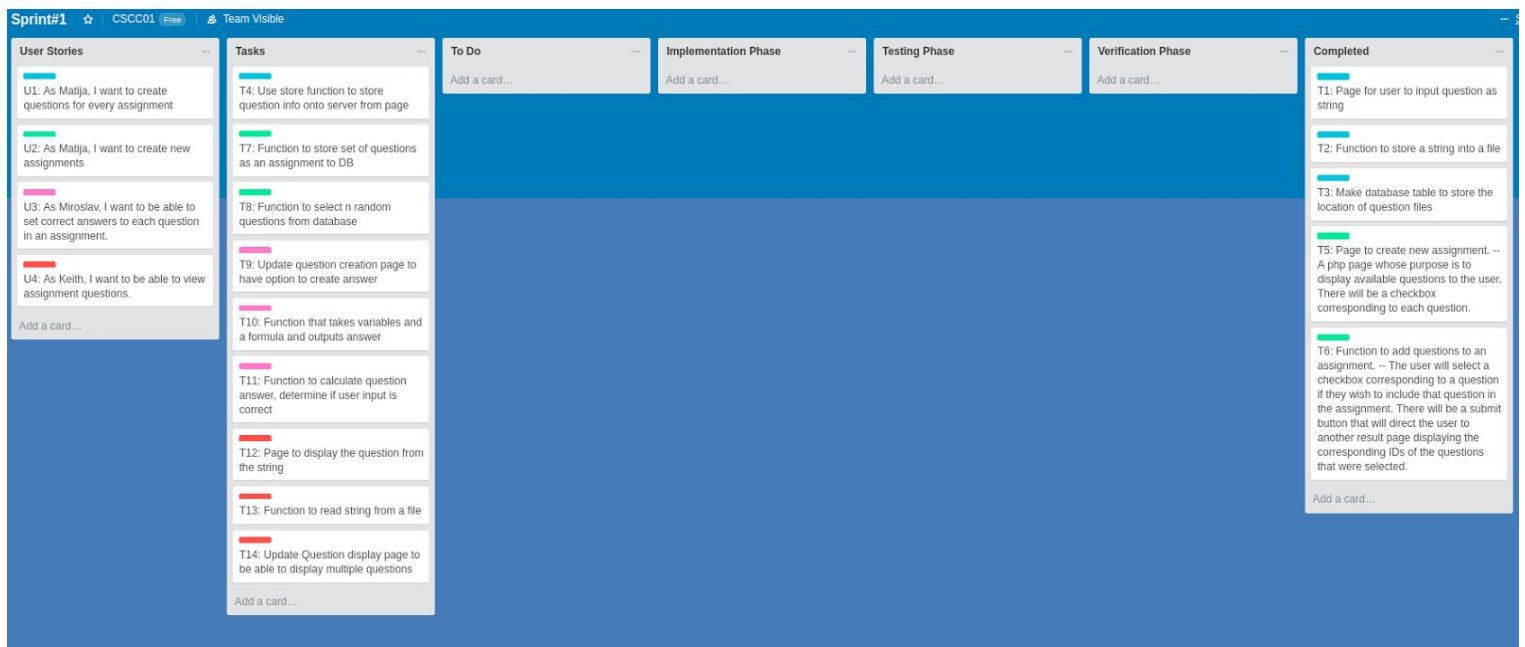 Sprint#1
CSCC01
Free
Team Visible
User Stories
U1: As Matija, I want to create
questions for every assignment
U2: As Matija, I want to create new
assignments
U3: As Miroslav, I want to be able to
set correct answers to each question
in an assignment.
U4: As Keith, I want to be able to view
assignment questions.
Add a card…
Tasks
T4: Use store function to store
question info onto server from page
T7: Function to store set of questions
as an assignment to DB
T8: Function to select n random
questions from database
T9: Update question creation page to
have option to create answer
T10: Function that takes variables and
a formula and outputs answer
T11: Function to calculate question
answer, determine if user input is
correct
T12: Page to display the question from
the string
T13: Function to read string from a file
T14: Update Question display page to
be able to display multiple questions
Add a card…
To Do
Add a card…
Implementation Phase
Add a card…
Testing Phase
Add a card…
Verification Phase
Add a card…
Completed
T1: Page for user to input question as
string
T2: Function to store a string into a file
T3: Make database table to store the
location of question files
T5: Page to create new assignment. --
A php page whose purpose is to
display available questions to the user.
There will be a checkbox
corresponding to each question.
T6: Function to add questions to an
assignment. -- The user will select a
checkbox corresponding to a question
if they wish to include that question in
the assignment. There will be a submit
button that will direct the user to
another result page displaying the
corresponding IDs of the questions
that were selected.
Add a card…